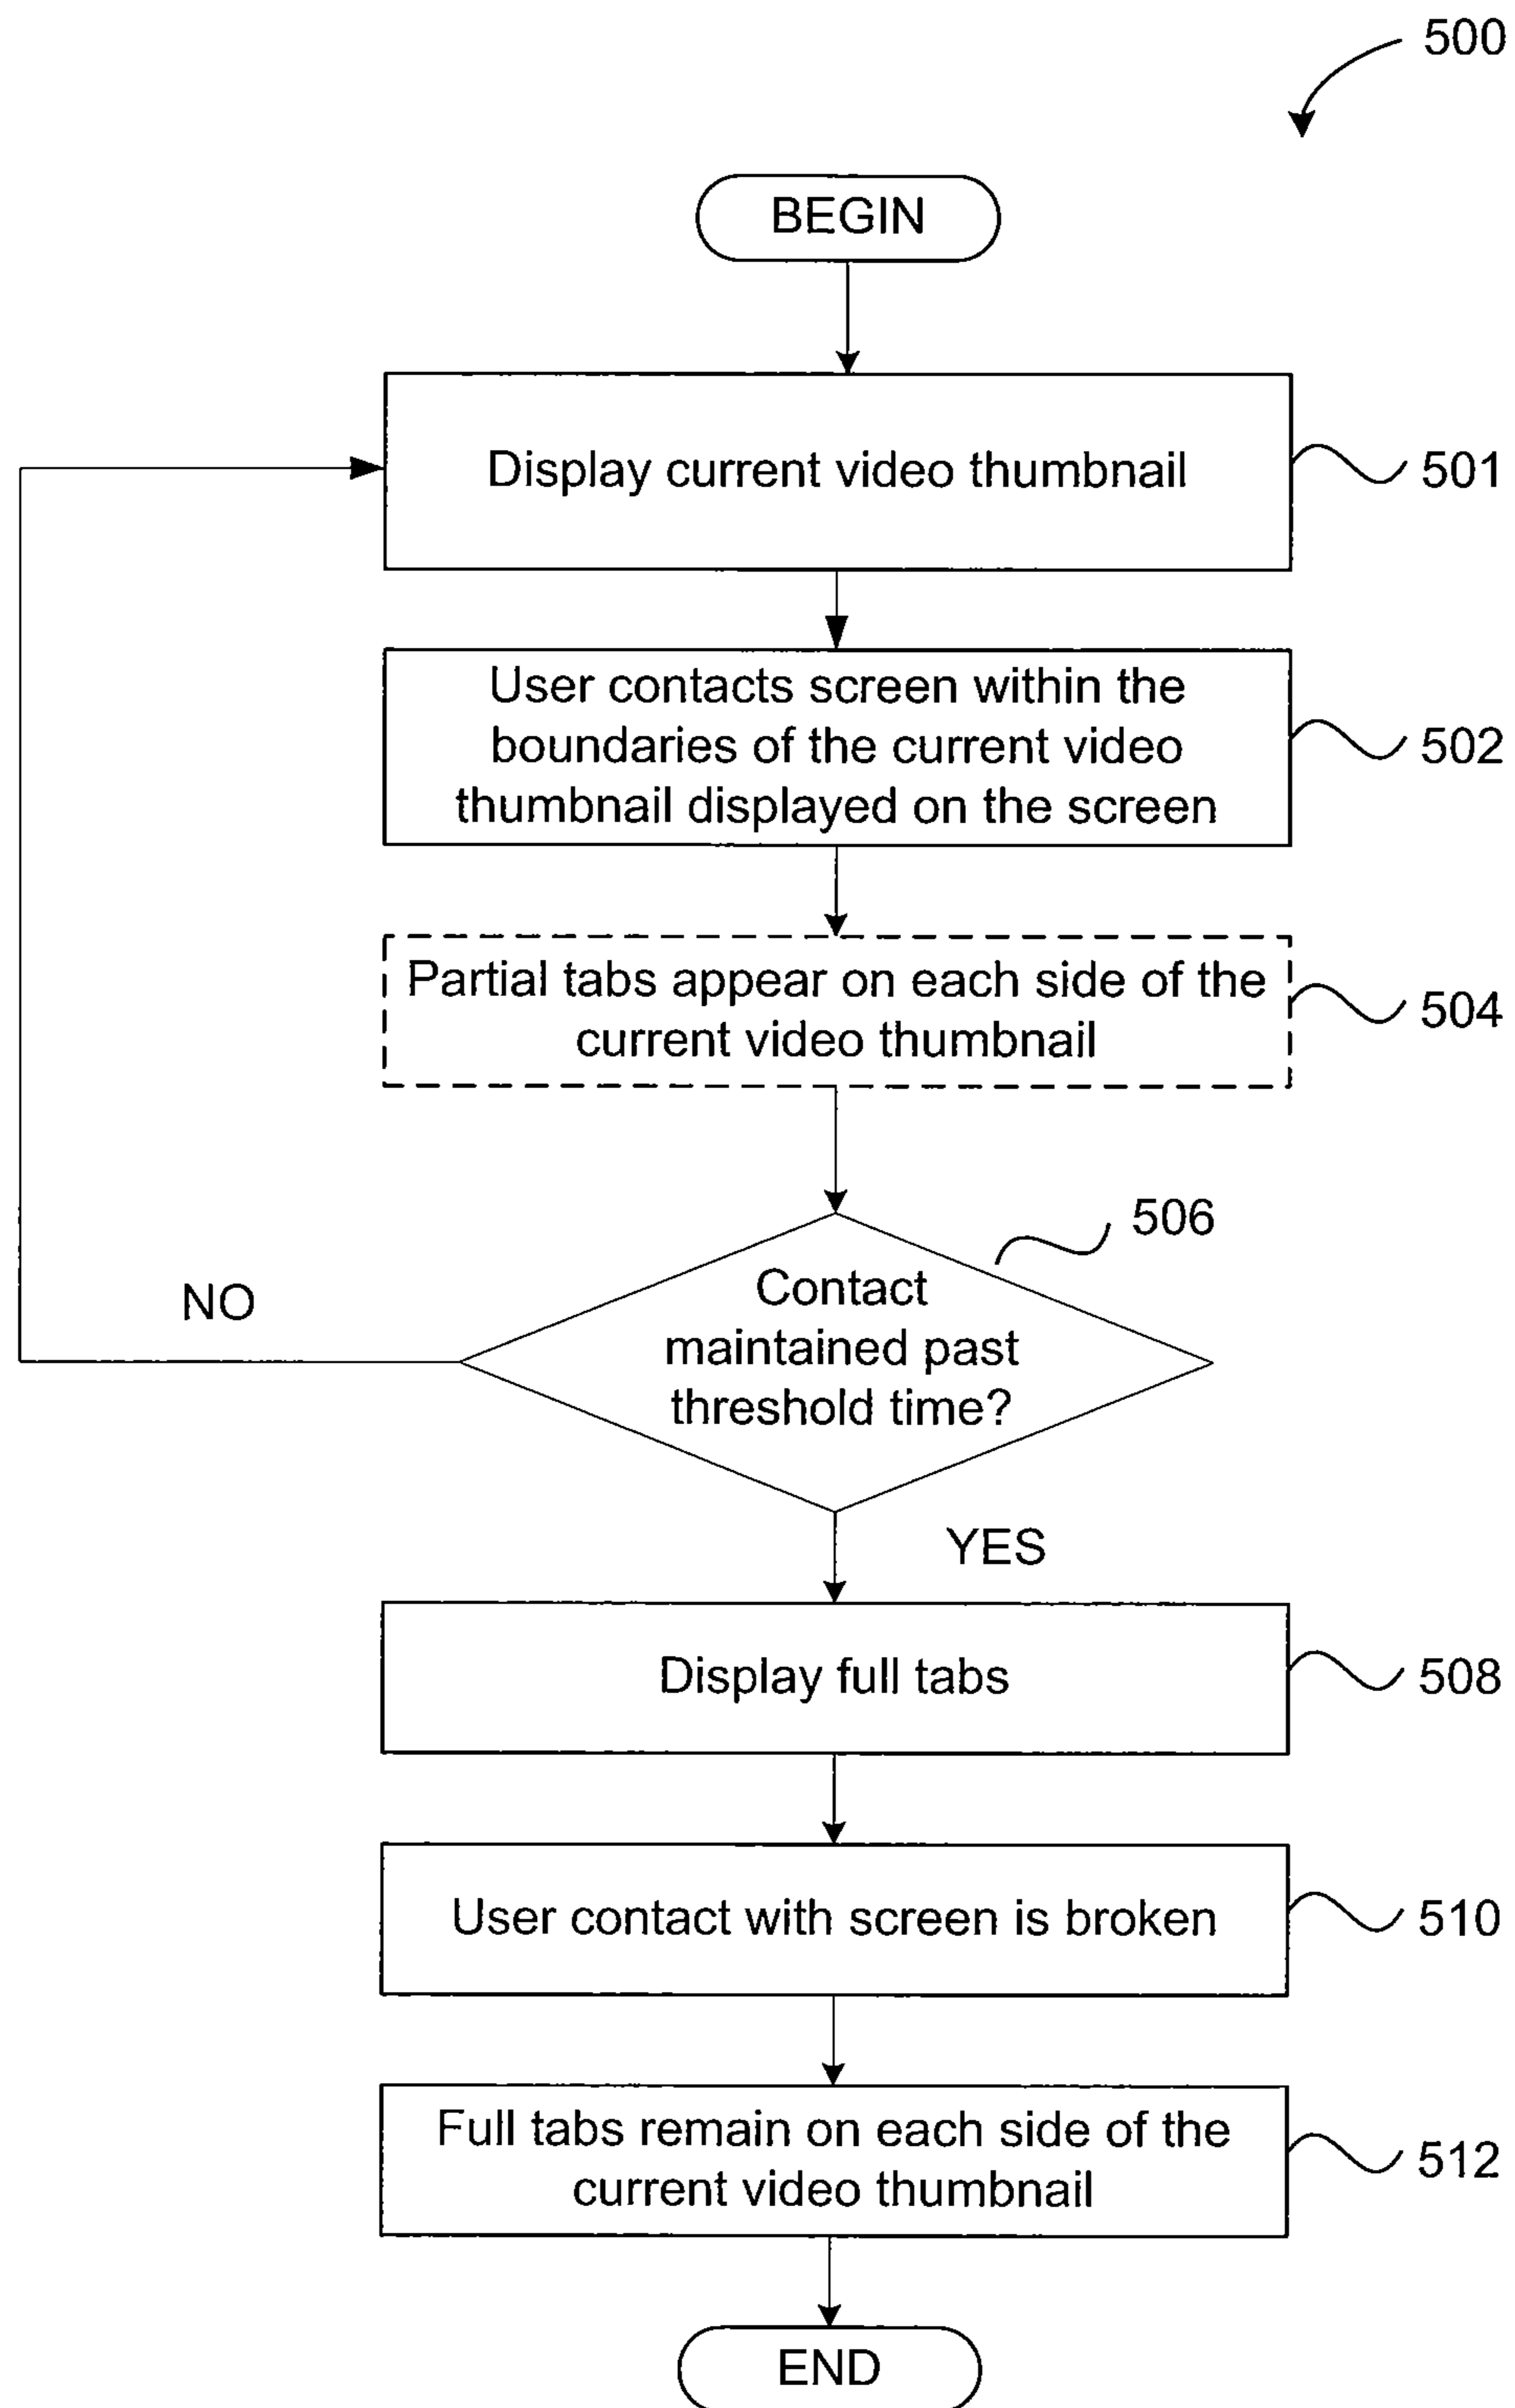 500
BEGIN
Display current video thumbnail
501
User contacts screen within the
boundaries of the current video
thumbnail displayed on the screen
502
Partial tabs appear on each side of the
current video thumbnail
504
506
Contact
maintained past
threshold time?
NO
YES
Display full tabs
508
User contact with screen is broken
510
Full tabs remain on each side of the
current video thumbnail
512
END